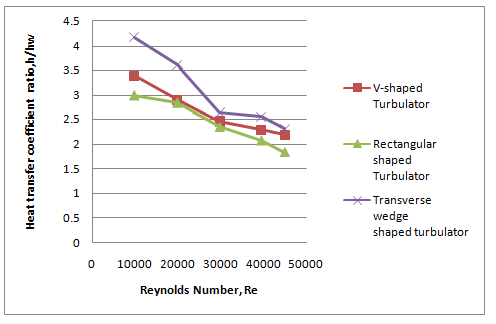 4.5
4
3.5
3
2.5
2
1.5
1
0.5
0
0 10000 20000 30000 40000 50000
Heat transfer coefficient ratio,h/hw
Reynolds Number, Re
V-shaped
Turbulator
Rectangular
shaped
Turbulator
Transverse
wedge
shaped turbulator